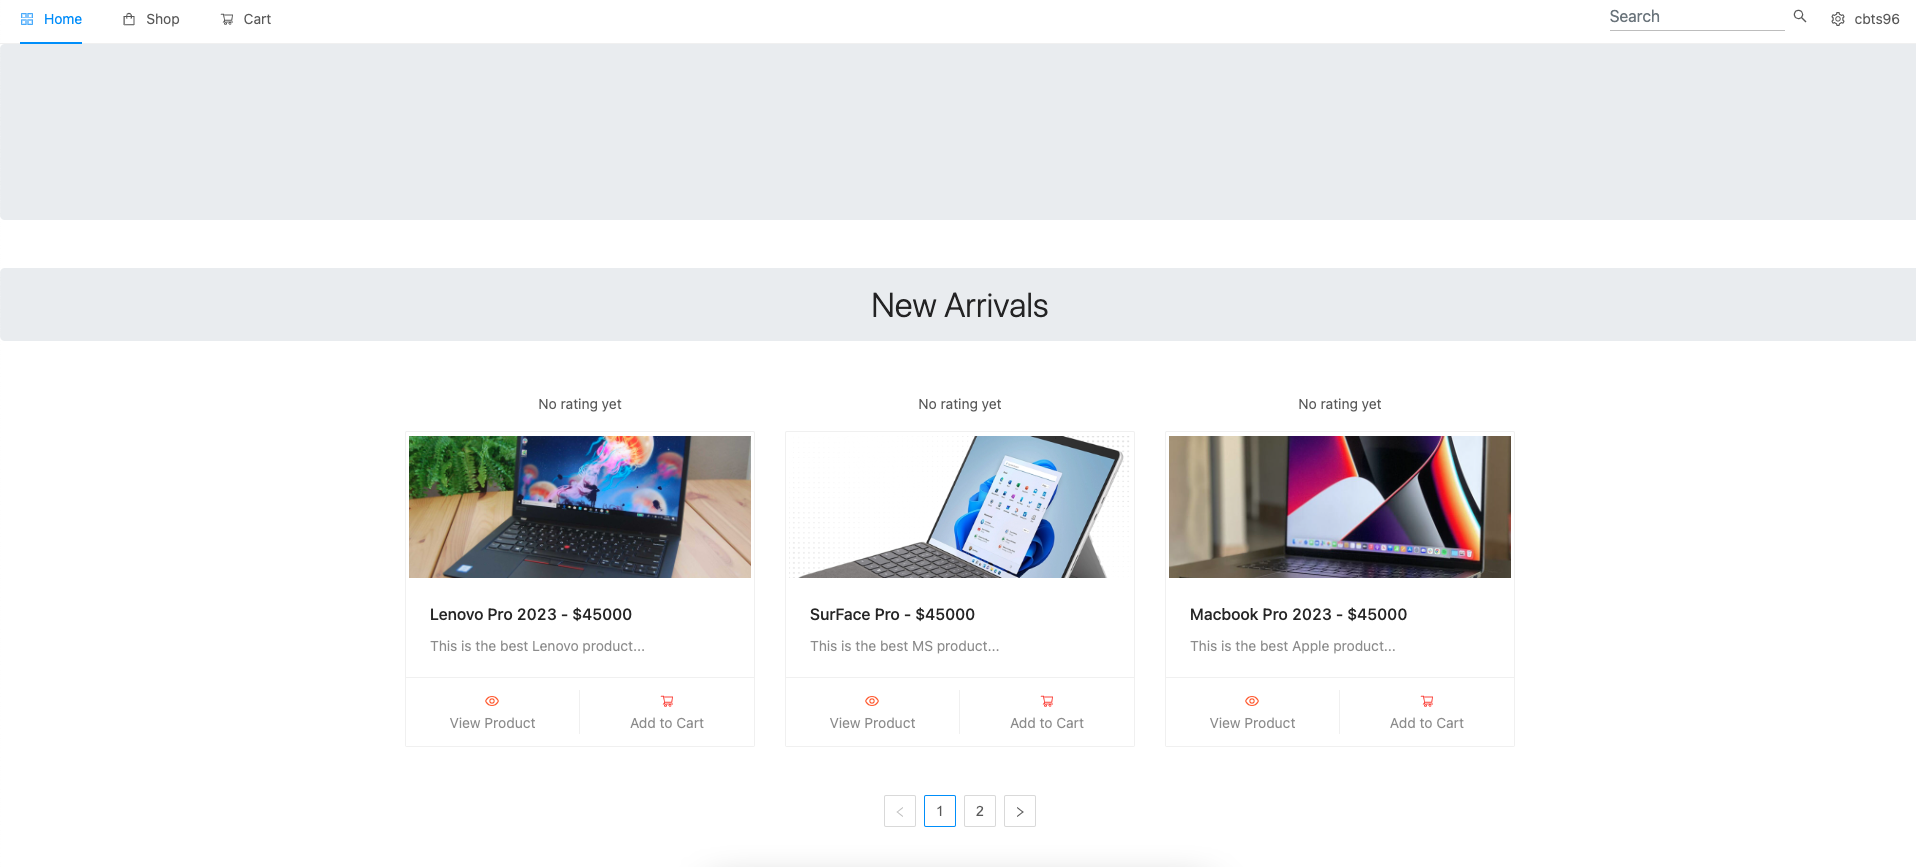 Home Shop Cart Search cbts96
New Arrivals
No rating yet No rating yet No rating yet
Lenovo Pro 2023 - $45000
This is the best Lenovo product...
View Product Add to Cart
SurFace Pro - $45000
This is the best MS product...
View Product Add to Cart
Macbook Pro 2023 - $45000
This is the best Apple product...
View Product Add to Cart
< 1 2 >